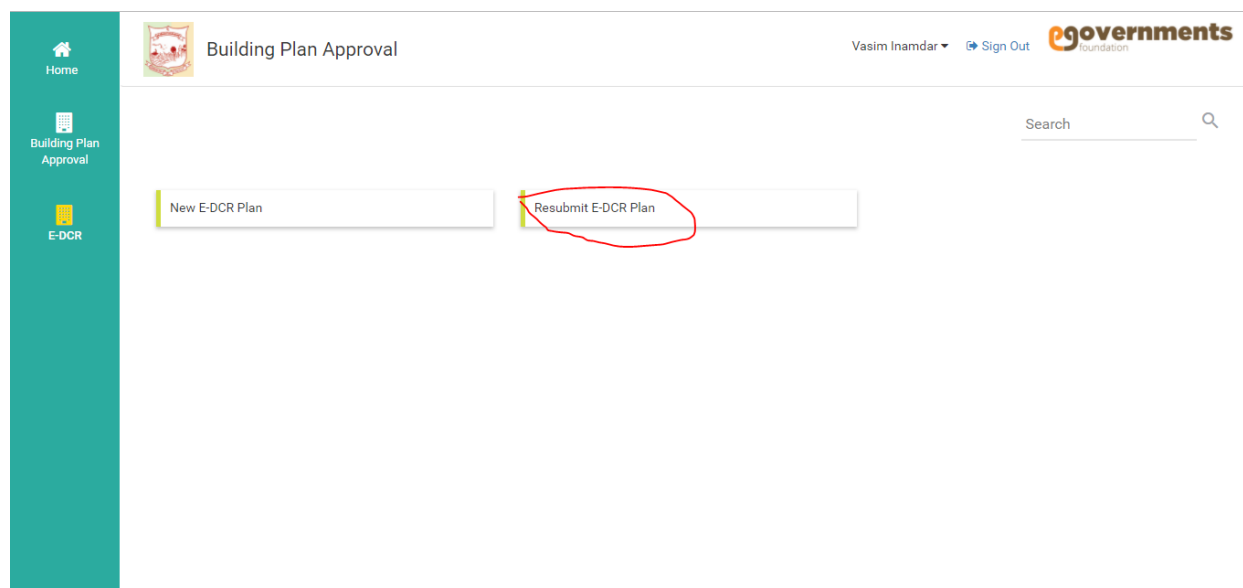 Home
Building Plan
Approval
E-DCR
Building Plan Approval
Vasim Inamdar
Sign Out
egovernments
foundation
Search
New E-DCR Plan
Resubmit E-DCR Plan